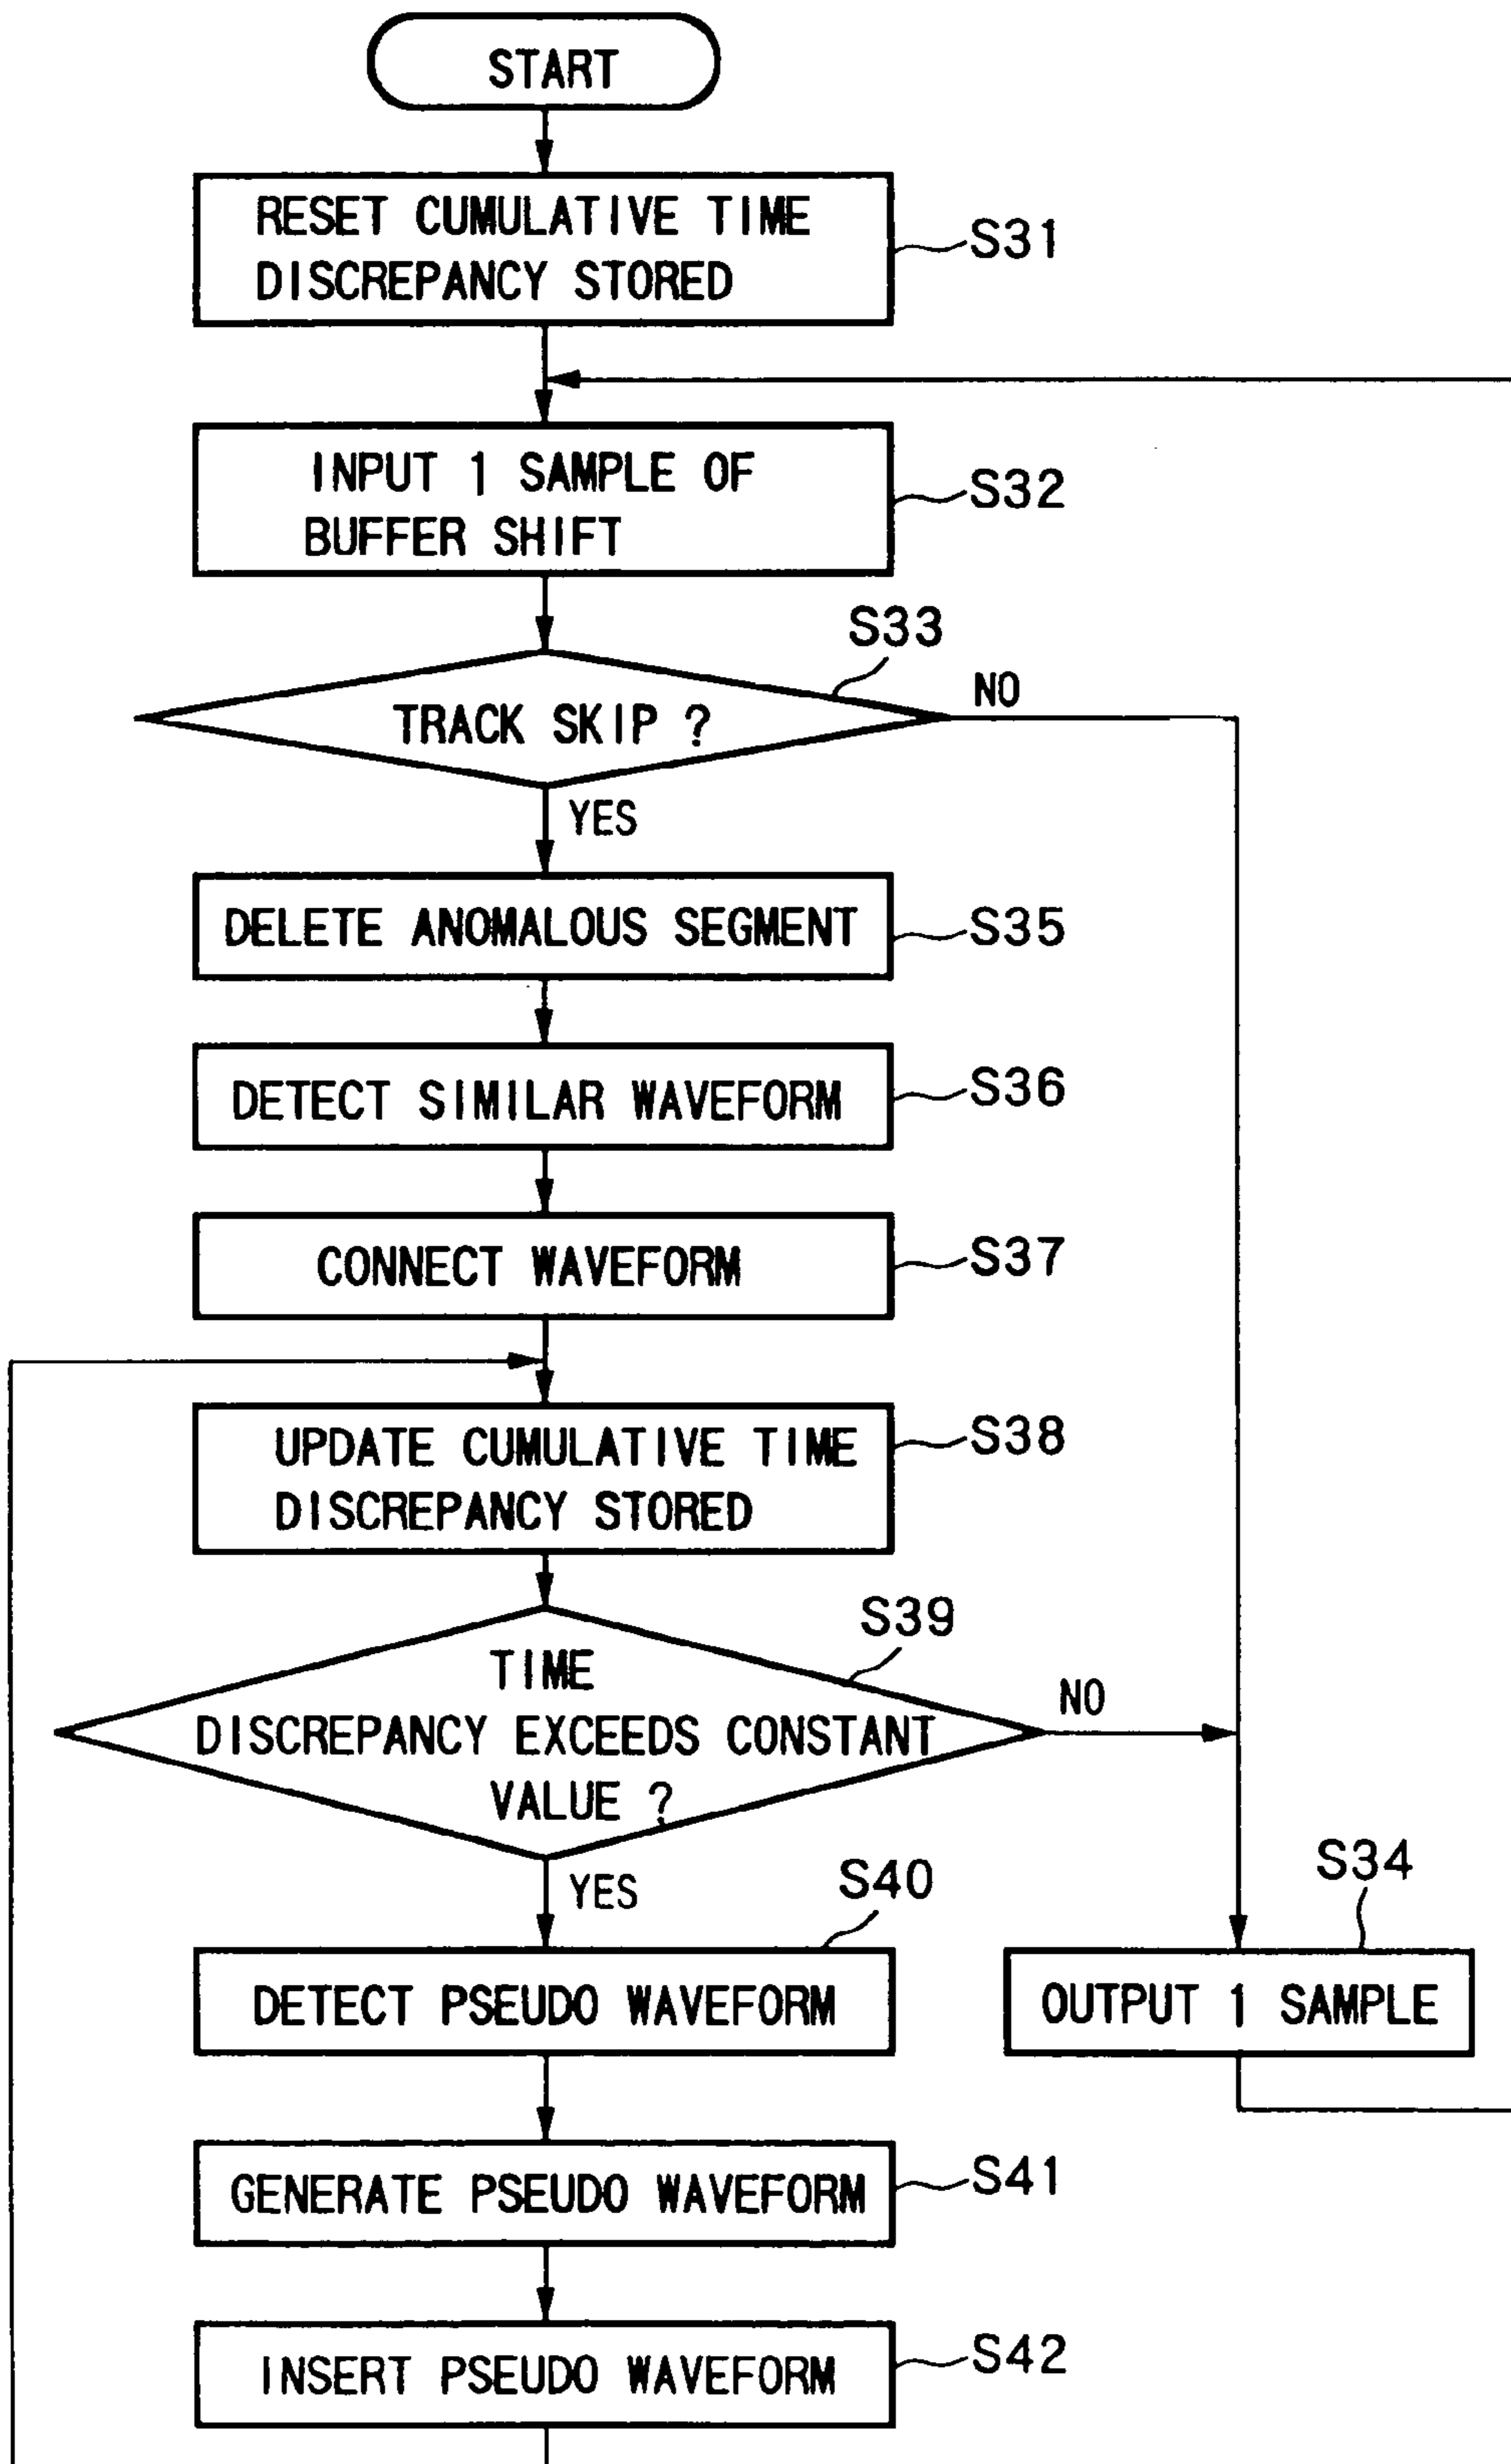 START
RESET CUMULATIVE TIME
DISCREPANCY STORED
S31
INPUT 1 SAMPLE OF
BUFFER SHIFT
S32
S33
TRACK SKIP ?
NO
YES
DELETE ANOMALOUS SEGMENT
S35
DETECT SIMILAR WAVEFORM
S36
CONNECT WAVEFORM
S37
UPDATE CUMULATIVE TIME
DISCREPANCY STORED
S38
S39
TIME
DISCREPANCY EXCEEDS CONSTANT
VALUE ?
NO
YES
S40
DETECT PSEUDO WAVEFORM
S34
OUTPUT 1 SAMPLE
GENERATE PSEUDO WAVEFORM
S41
INSERT PSEUDO WAVEFORM
S42